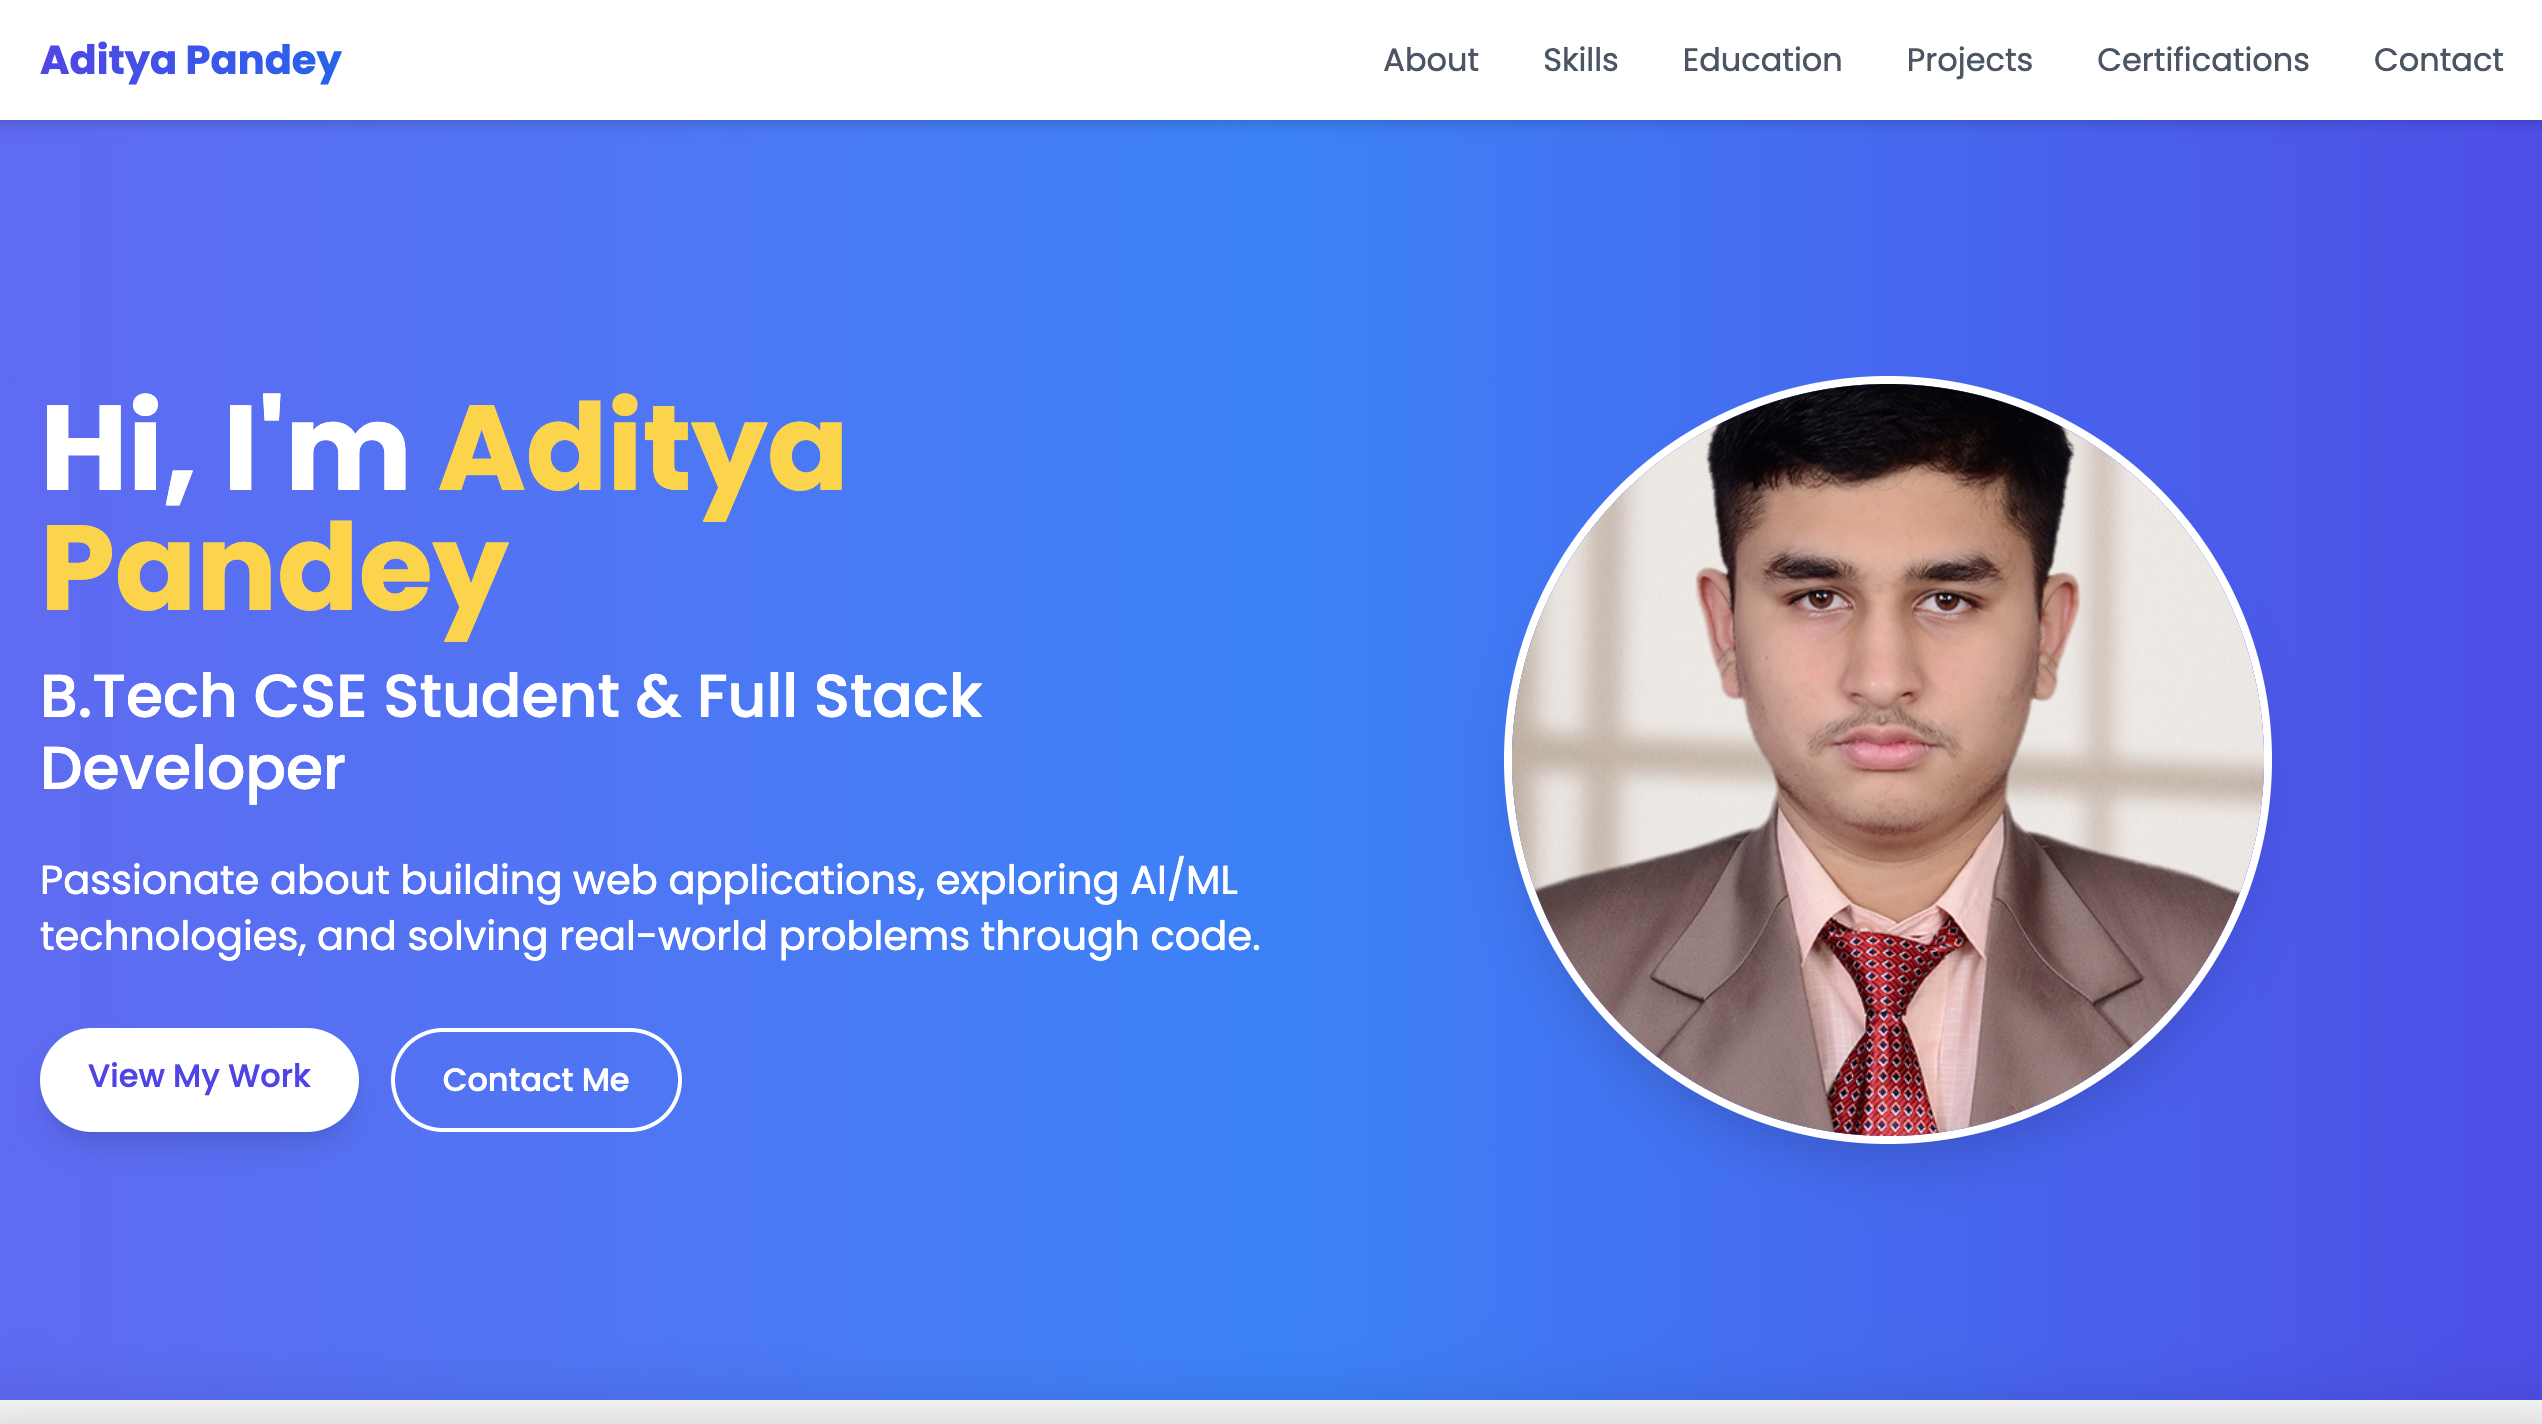 Aditya Pandey
About Skills Education Projects Certifications Contact
Hi, I'm Aditya
Pandey
B.Tech CSE Student & Full Stack
Developer
Passionate about building web applications, exploring AI/ML
technologies, and solving real-world problems through code.
View My Work
Contact Me